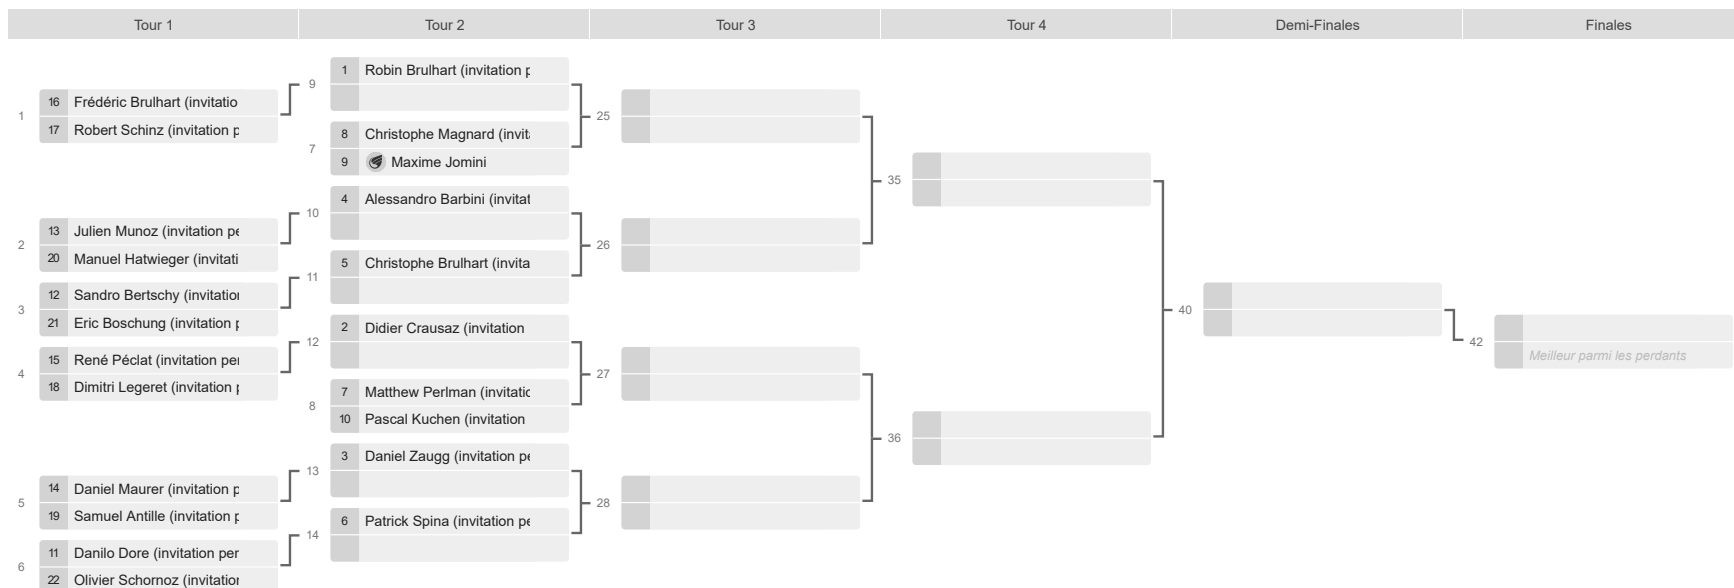 Tour 1
Tour 2
Tour 3
Tour 4
Demi-Finales
Finales
1
16 Frédéric Brulhart (invitatio
17 Robert Schinz (invitation p
2
13 Julien Munoz (invitation pe
20 Manuel Hatwieger (invitati
3
12 Sandro Bertschy (invitation
21 Eric Boschung (invitation p
4
15 René Péclat (invitation per
18 Dimitri Legeret (invitation p
5
14 Daniel Maurer (invitation p
19 Samuel Antille (invitation p
6
11 Danilo Dore (invitation per
22 Olivier Schornoz (invitation
9
1 Robin Brulhart (invitation p
7
8 Christophe Magnard (invita
9 Maxime Jomini
10
4 Alessandro Barbini (invitat
11
5 Christophe Brulhart (invita
12
2 Didier Crausaz (invitation
8
7 Matthew Perlman (invitatio
10 Pascal Kuchen (invitation
13
3 Daniel Zaugg (invitation pe
14
6 Patrick Spina (invitation pe
25
26
27
28
35
36
40
42
Meilleur parmi les perdants